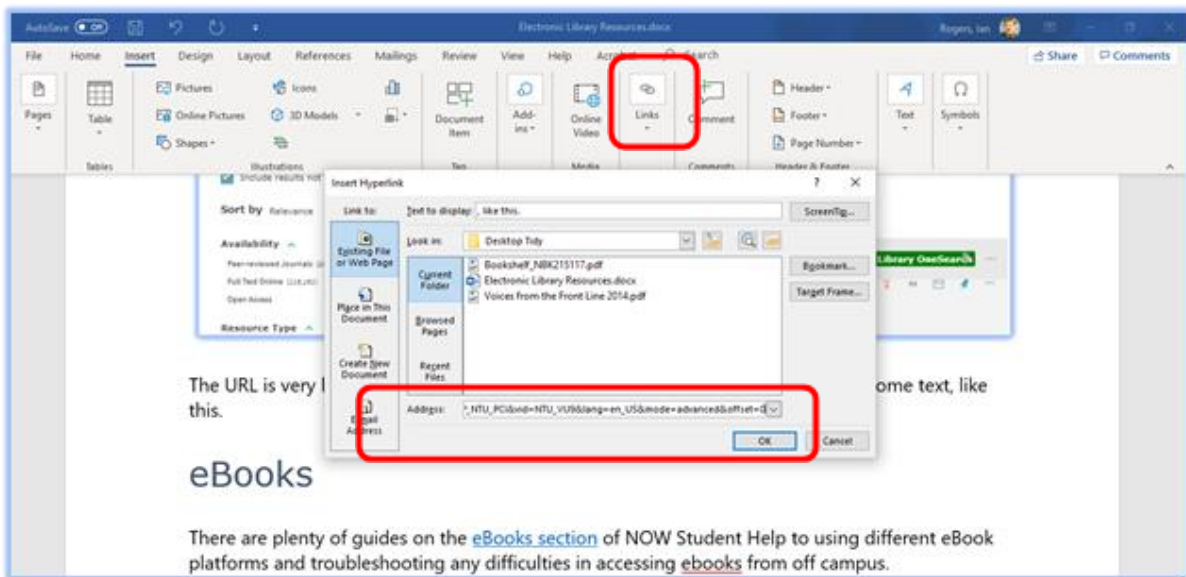 AutoSave On
Electronic Library Resources.docx
Rogers, Ian
File Home Insert Design Layout References Mailings Review View Help Acrobat Search Share Comments
Pages
Table
Tables
Pictures
Online Pictures
Shapes
Icons
3D Models
Illustrations
Document
Item
Add-
ins
Online
Video
Media
Links
Comment
Comments
Header
Footer
Page Number
Header & Footer
Text
Symbols
Include results not
Sort by Relevance
Availability
Peer-reviewed Journals
Full Text Online
Open Access
Resource Type
Library OneSearch
Insert Hyperlink ?
Link to:
Existing File
or Web Page
Place in This
Document
Create New
Document
E-mail
Address
Text to display: , like this.
ScreenTip...
Look in: Desktop Tidy
Current
Folder
Browsed
Pages
Recent
Files
Bookshelf_NBK215117.pdf
Electronic Library Resources.docx
Voices from the Front Line 2014.pdf
Bookmark...
Target Frame...
Address: _NTU_PCI&vid=NTU_VU9&lang=en_US&mode=advanced&offset=0
OK Cancel
The URL is very l
ome text, like
this.
eBooks
There are plenty of guides on the eBooks section of NOW Student Help to using different eBook
platforms and troubleshooting any difficulties in accessing ebooks from off campus.